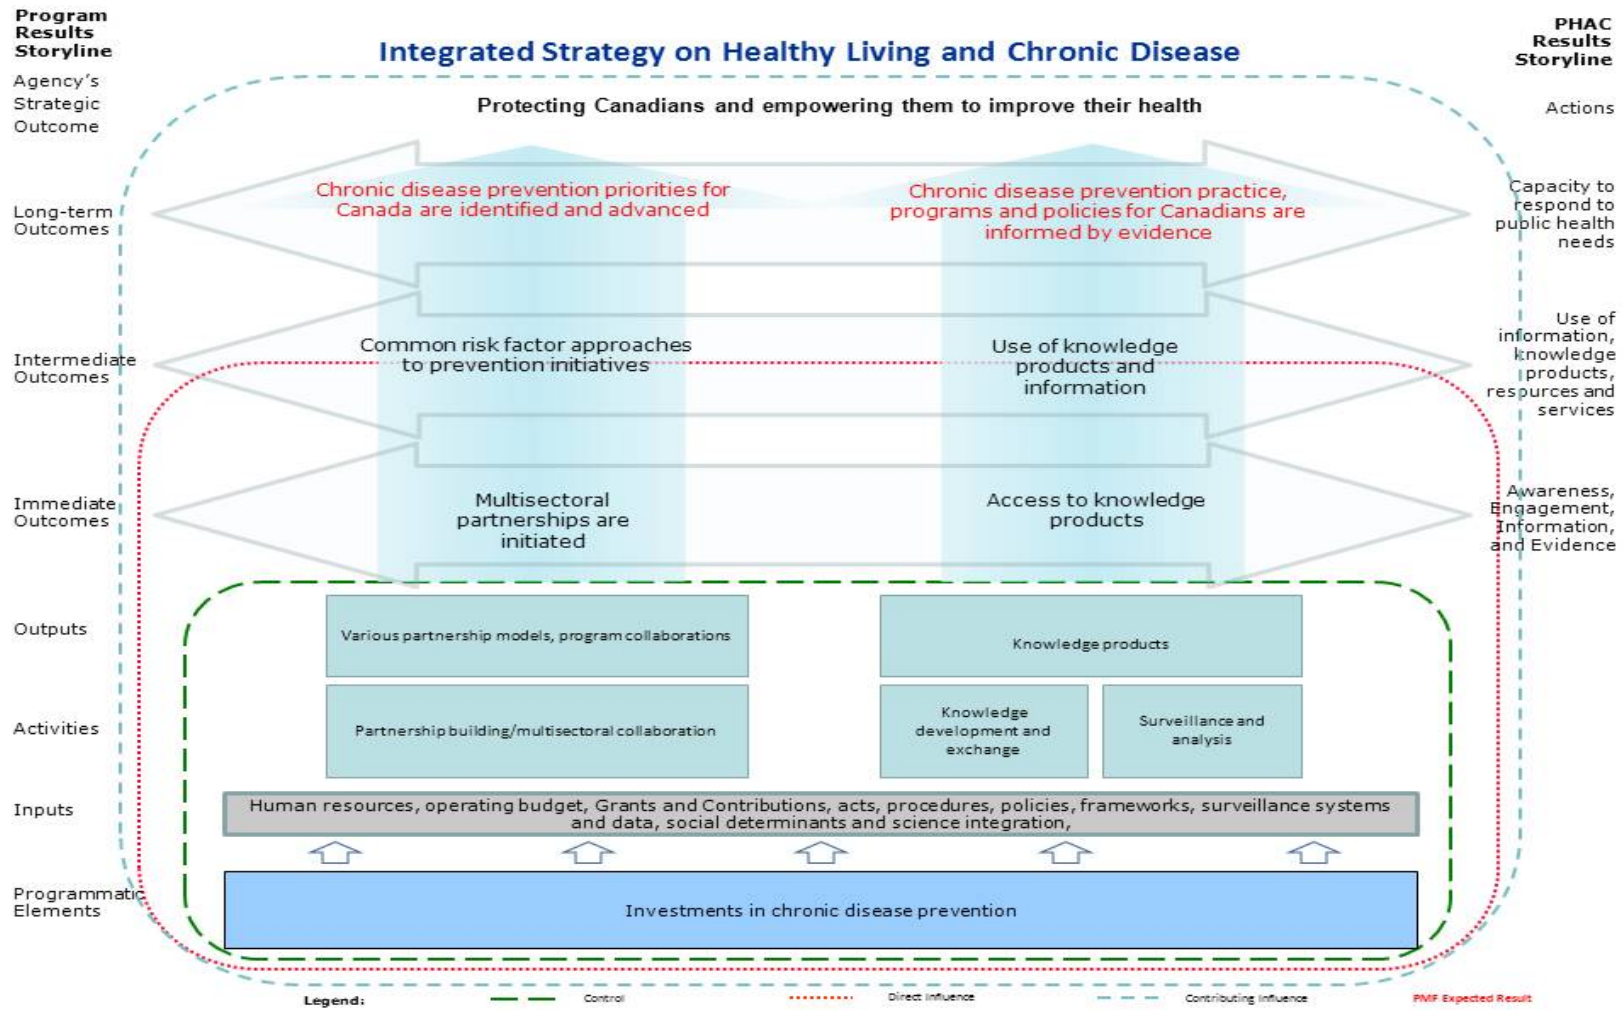 Program
Results
Storyline
PHAC
Results
Storyline
Integrated Strategy on Healthy Living and Chronic Disease
Agency's
Strategic
Outcome
Protecting Canadians and empowering them to improve their health
Actions
Long-term
Outcomes
Chronic disease prevention priorities for
Canada are identified and advanced
Chronic disease prevention practice,
programs and policies for Canadians are
informed by evidence
Capacity to
respond to
public health
needs
Intermediate
Outcomes
Common risk factor approaches
to prevention initiatives
Use of knowledge
products and
information
Use of
information,
knowledge
products,
resources and
services
Immediate
Outcomes
Multisectoral
partnerships are
initiated
Access to knowledge
products
Awareness,
Engagement,
Information,
and Evidence
Outputs
Various partnership models, program collaborations
Knowledge products
Activities
Partnership building/multisectoral collaboration
Knowledge
development and
exchange
Surveillance and
analysis
Inputs
Human resources, operating budget, Grants and Contributions, acts, procedures, policies, frameworks, surveillance systems
and data, social determinants and science integration,
Programmatic
Elements
Investments in chronic disease prevention
Legend:
Control
Direct Influence
Contributing Influence
PMF Expected Result